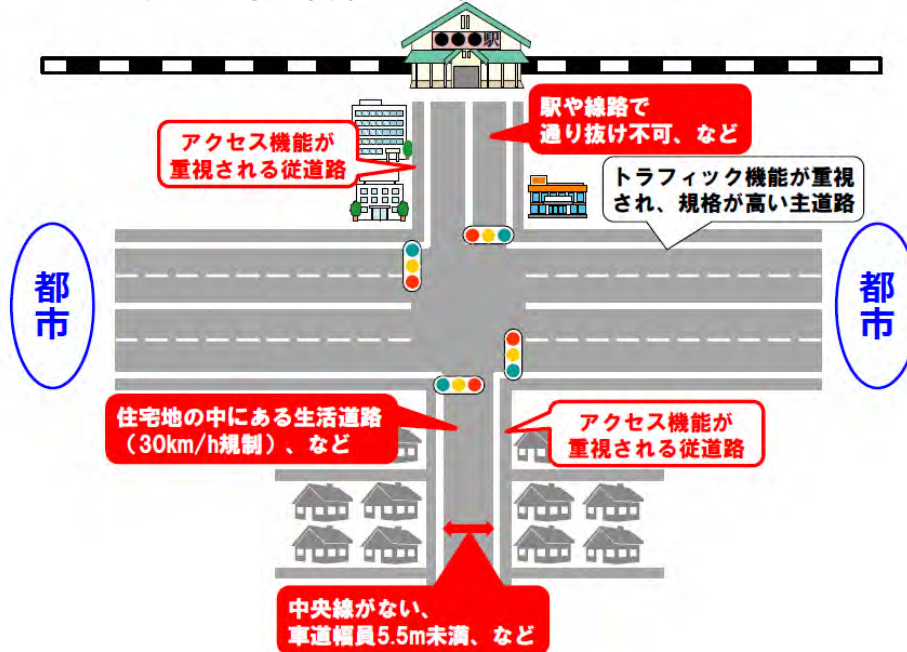 ●●●駅
駅や線路で
通り抜け不可、など
アクセス機能が
重視される従道路
トラフィック機能が重視
され、規格が高い主道路
都市
都市
住宅地の中にある生活道路
（30km/h規制）、など
アクセス機能が
重視される従道路
中央線がない、
車道幅員5.5m未満、など